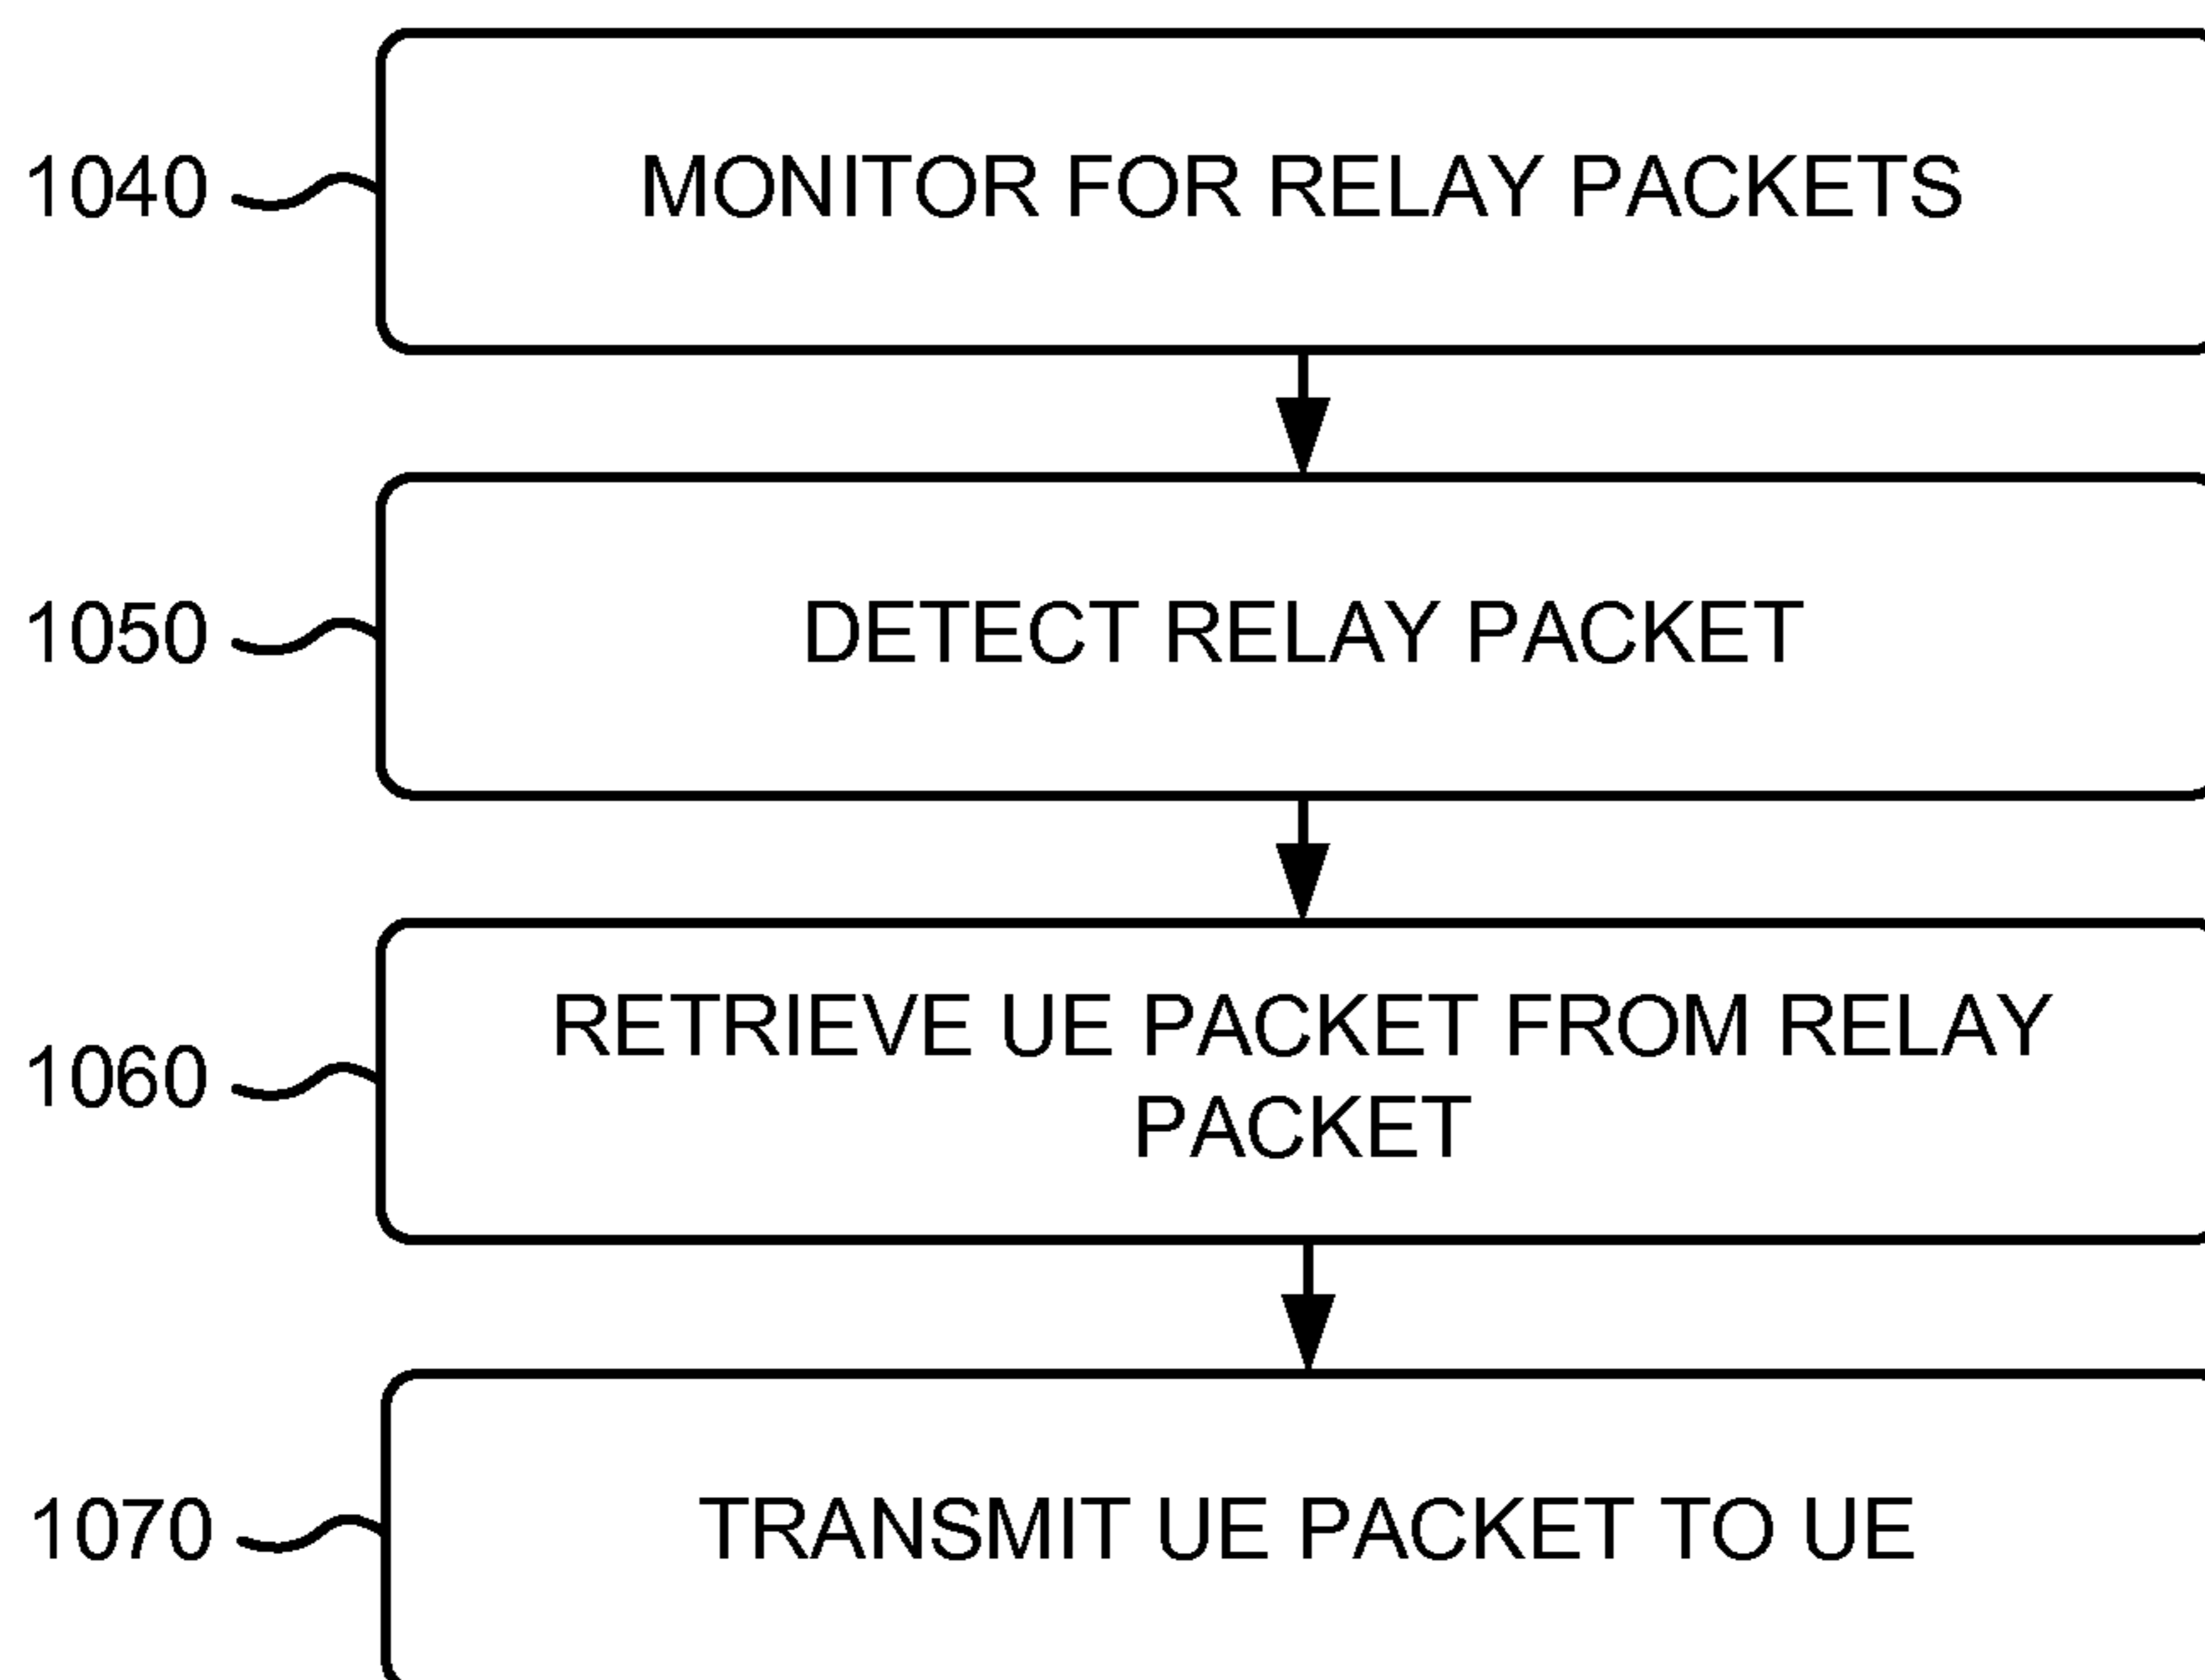 1040
MONITOR FOR RELAY PACKETS
1050
DETECT RELAY PACKET
1060
RETRIEVE UE PACKET FROM RELAY
PACKET
1070
TRANSMIT UE PACKET TO UE